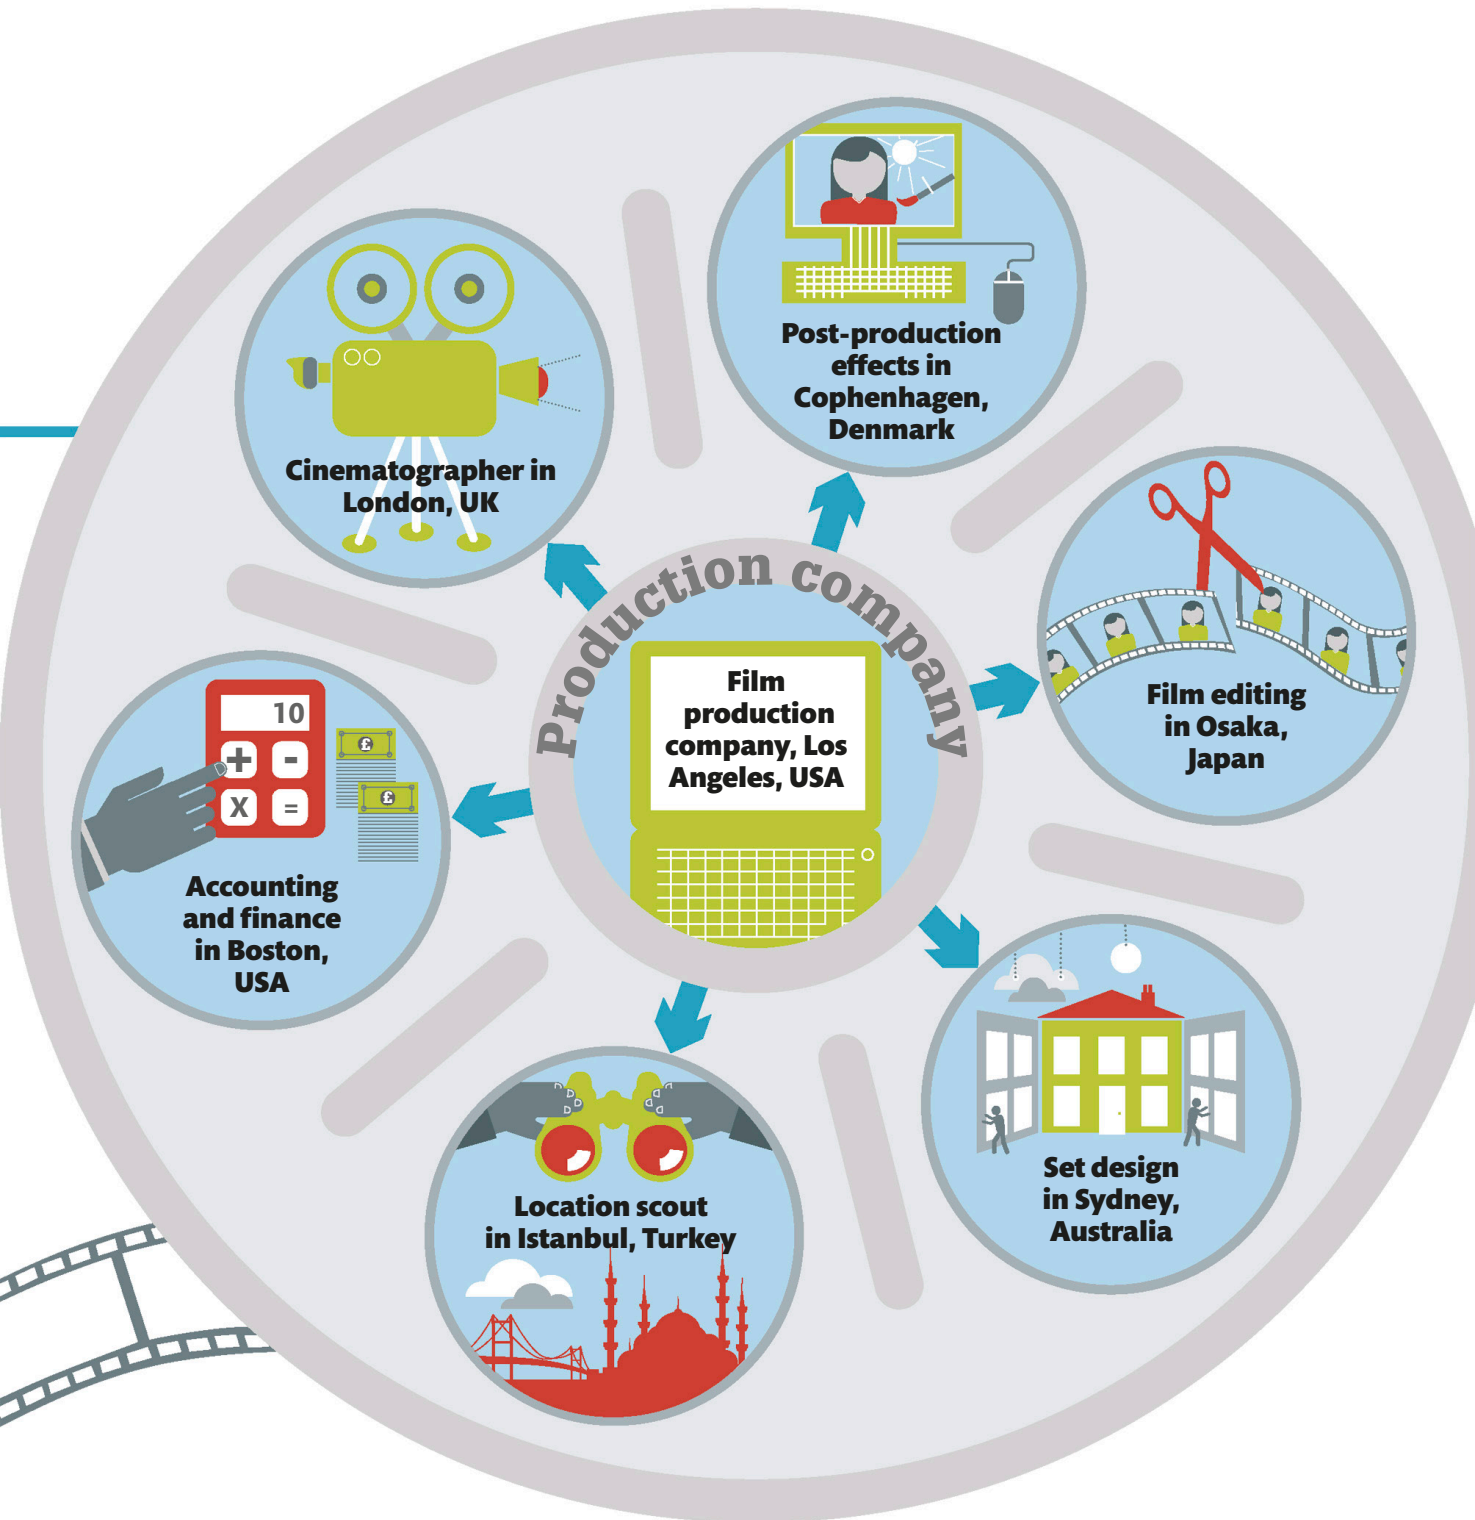 Post-production
effects in
Cophenhagen,
Denmark
Cinematographer in
London, UK
Production company
Film
production
company, Los
Angeles, USA
Film editing
in Osaka,
Japan
10
+ -
X =
£
£
Accounting
and finance
in Boston,
USA
Set design
in Sydney,
Australia
Location scout
in Istanbul, Turkey